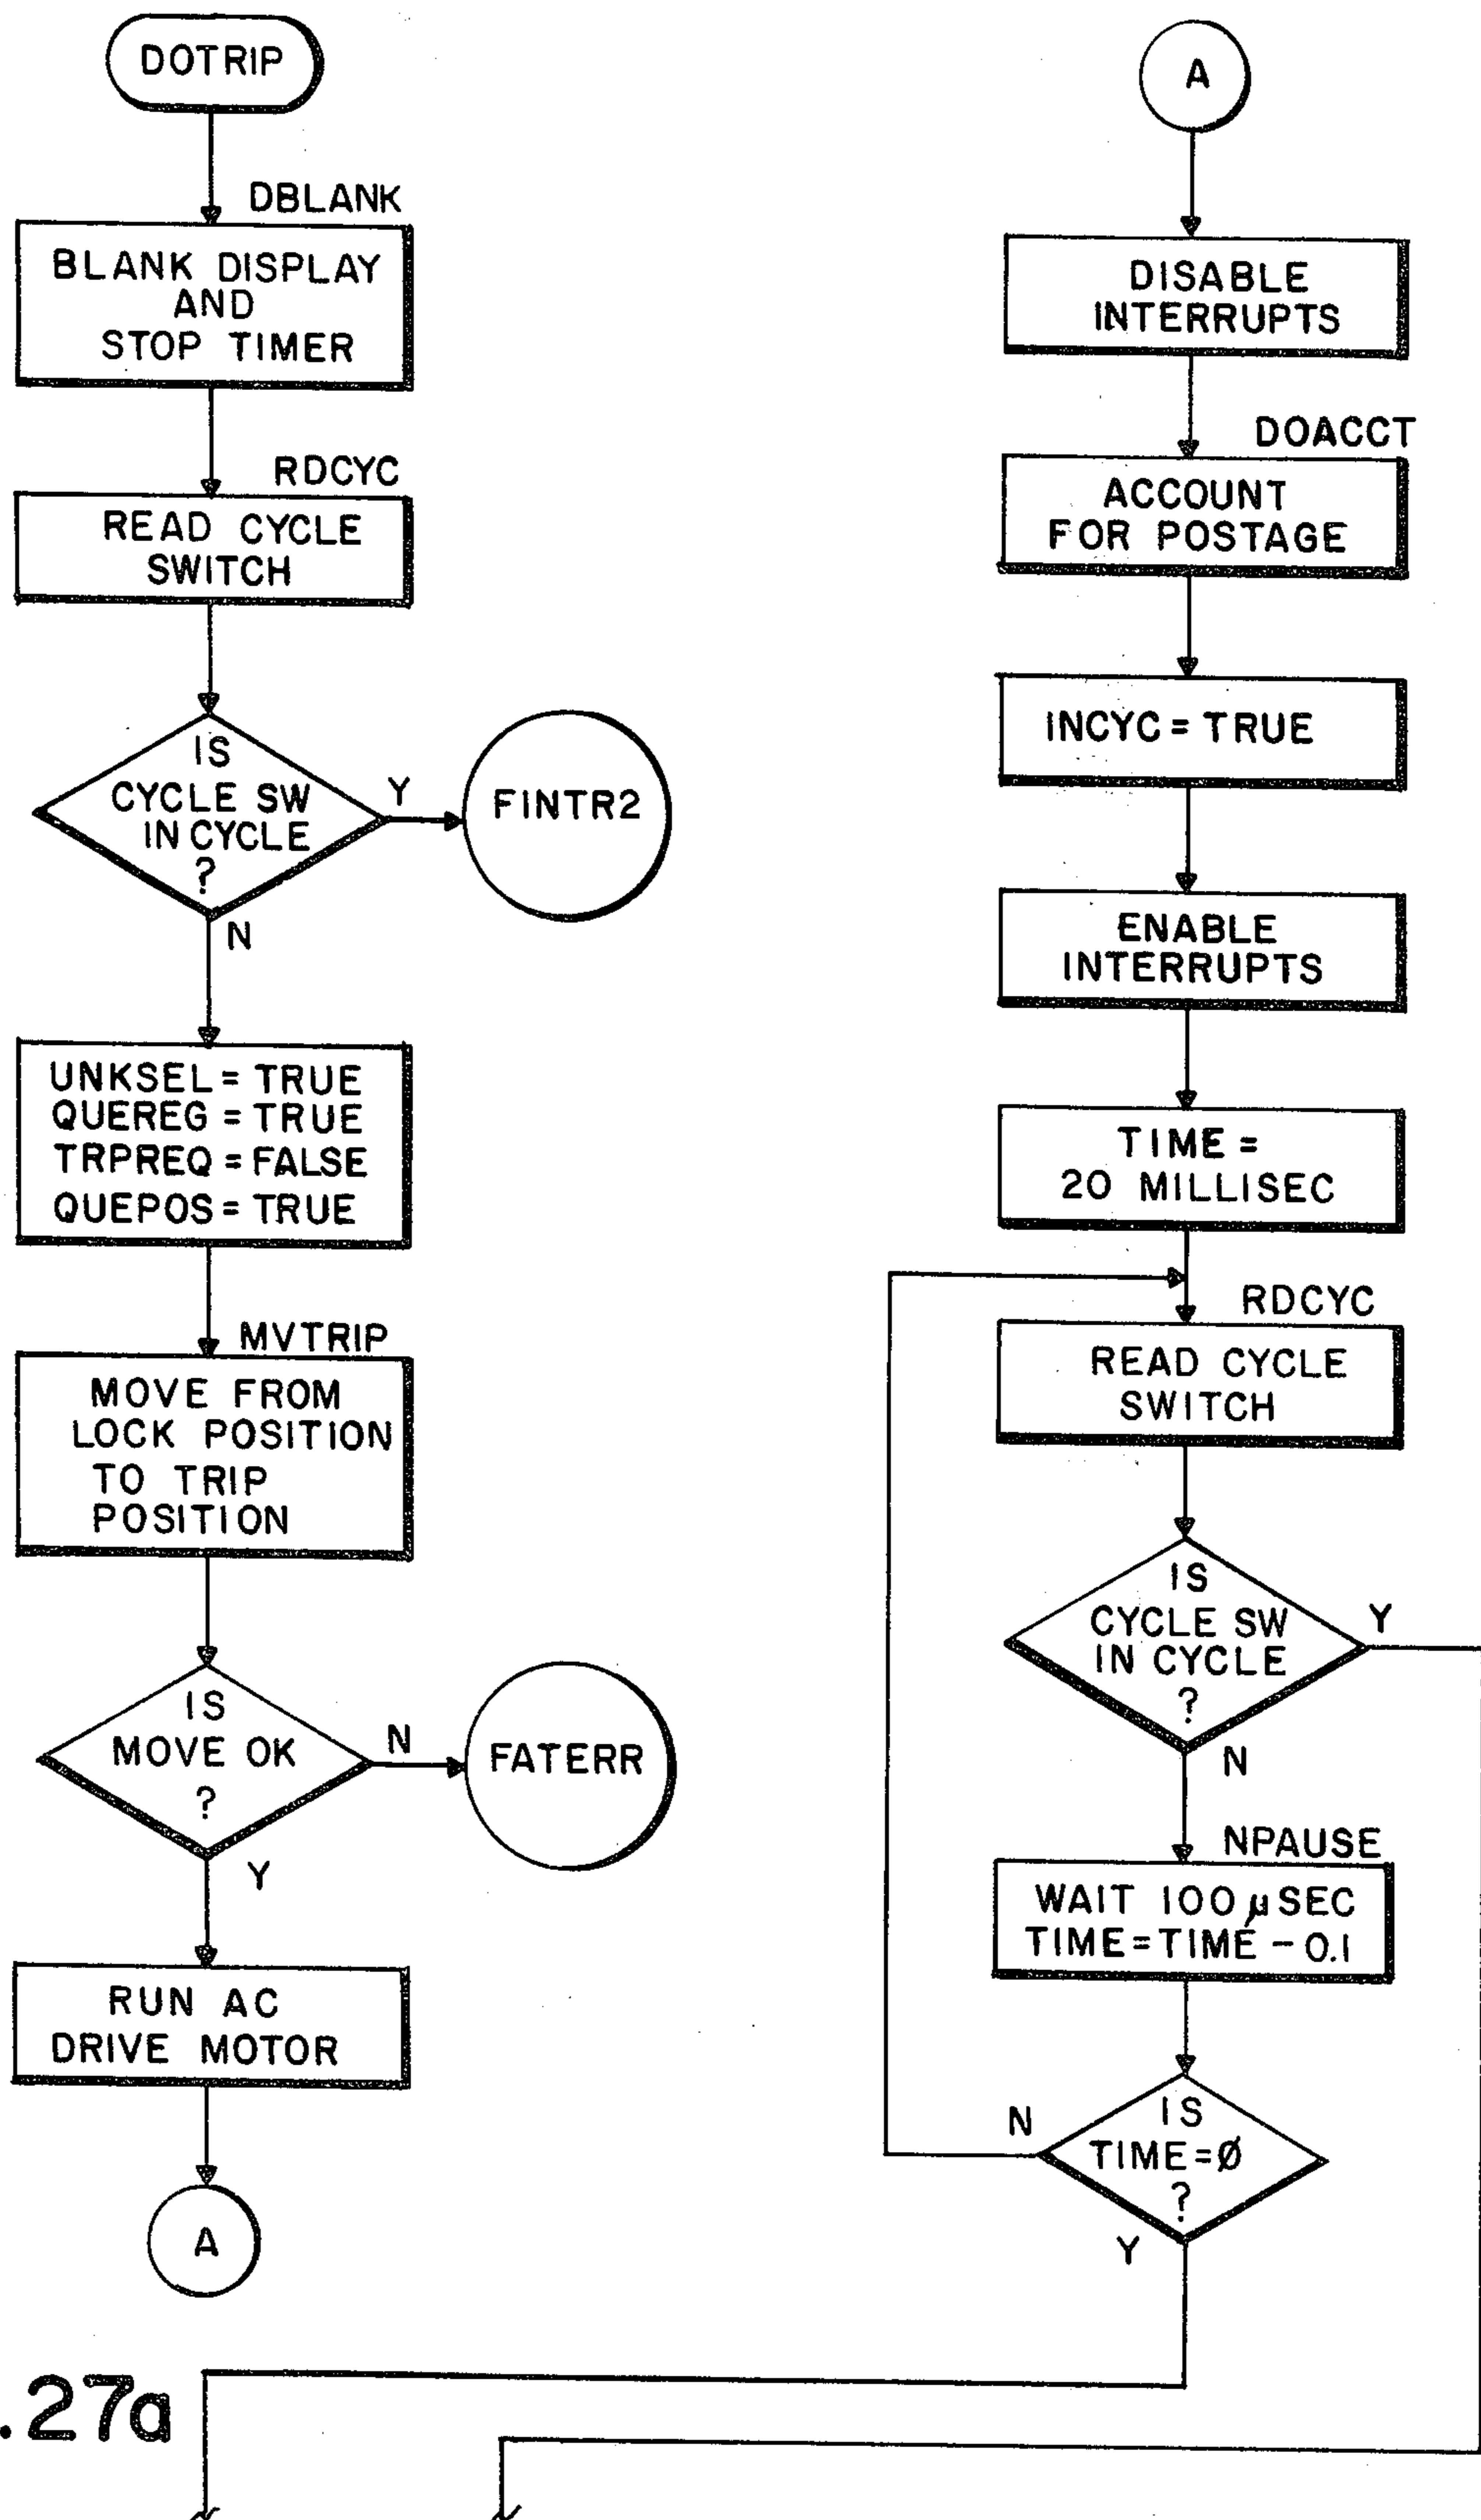 DOTRIP
DBLANK
BLANK DISPLAY
AND
STOP TIMER
RDCYC
READ CYCLE
SWITCH
IS
CYCLE SW
IN CYCLE
?
Y
FINTR2
N
UNKSEL = TRUE
QUEREG = TRUE
TRPREQ = FALSE
QUEPOS = TRUE
MVTRIP
MOVE FROM
LOCK POSITION
TO TRIP
POSITION
IS
MOVE OK
?
N
FATERR
Y
RUN AC
DRIVE MOTOR
A
A
DISABLE
INTERRUPTS
DOACCT
ACCOUNT
FOR POSTAGE
INCYC = TRUE
ENABLE
INTERRUPTS
TIME =
20 MILLISEC
RDCYC
READ CYCLE
SWITCH
IS
CYCLE SW
IN CYCLE
?
Y
N
NPAUSE
WAIT 100 µSEC
TIME = TIME - 0.1
IS
TIME = Ø
?
N
Y
.27a